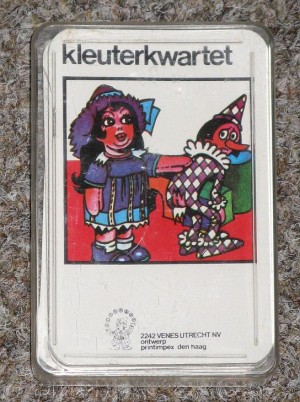 kleuterkwartet
2242 VENES UTRECHT NV
ontwerp
printimpex den haag